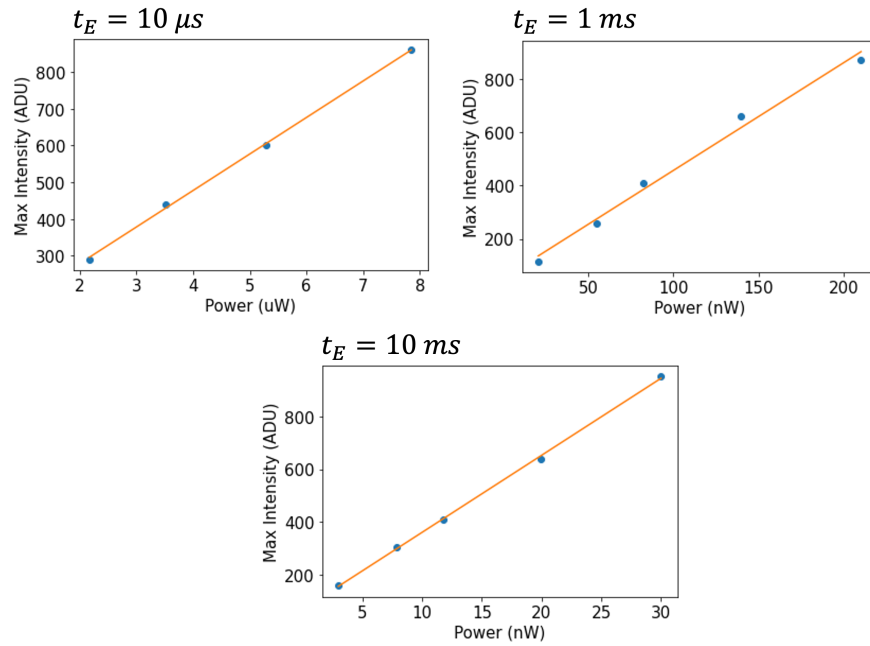 t_E = 10 μs
Max Intensity (ADU)
800
700
600
500
400
300
2 3 4 5 6 7 8
Power (uW)
t_E = 1 ms
Max Intensity (ADU)
800
600
400
200
50 100 150 200
Power (nW)
t_E = 10 ms
Max Intensity (ADU)
800
600
400
200
5 10 15 20 25 30
Power (nW)